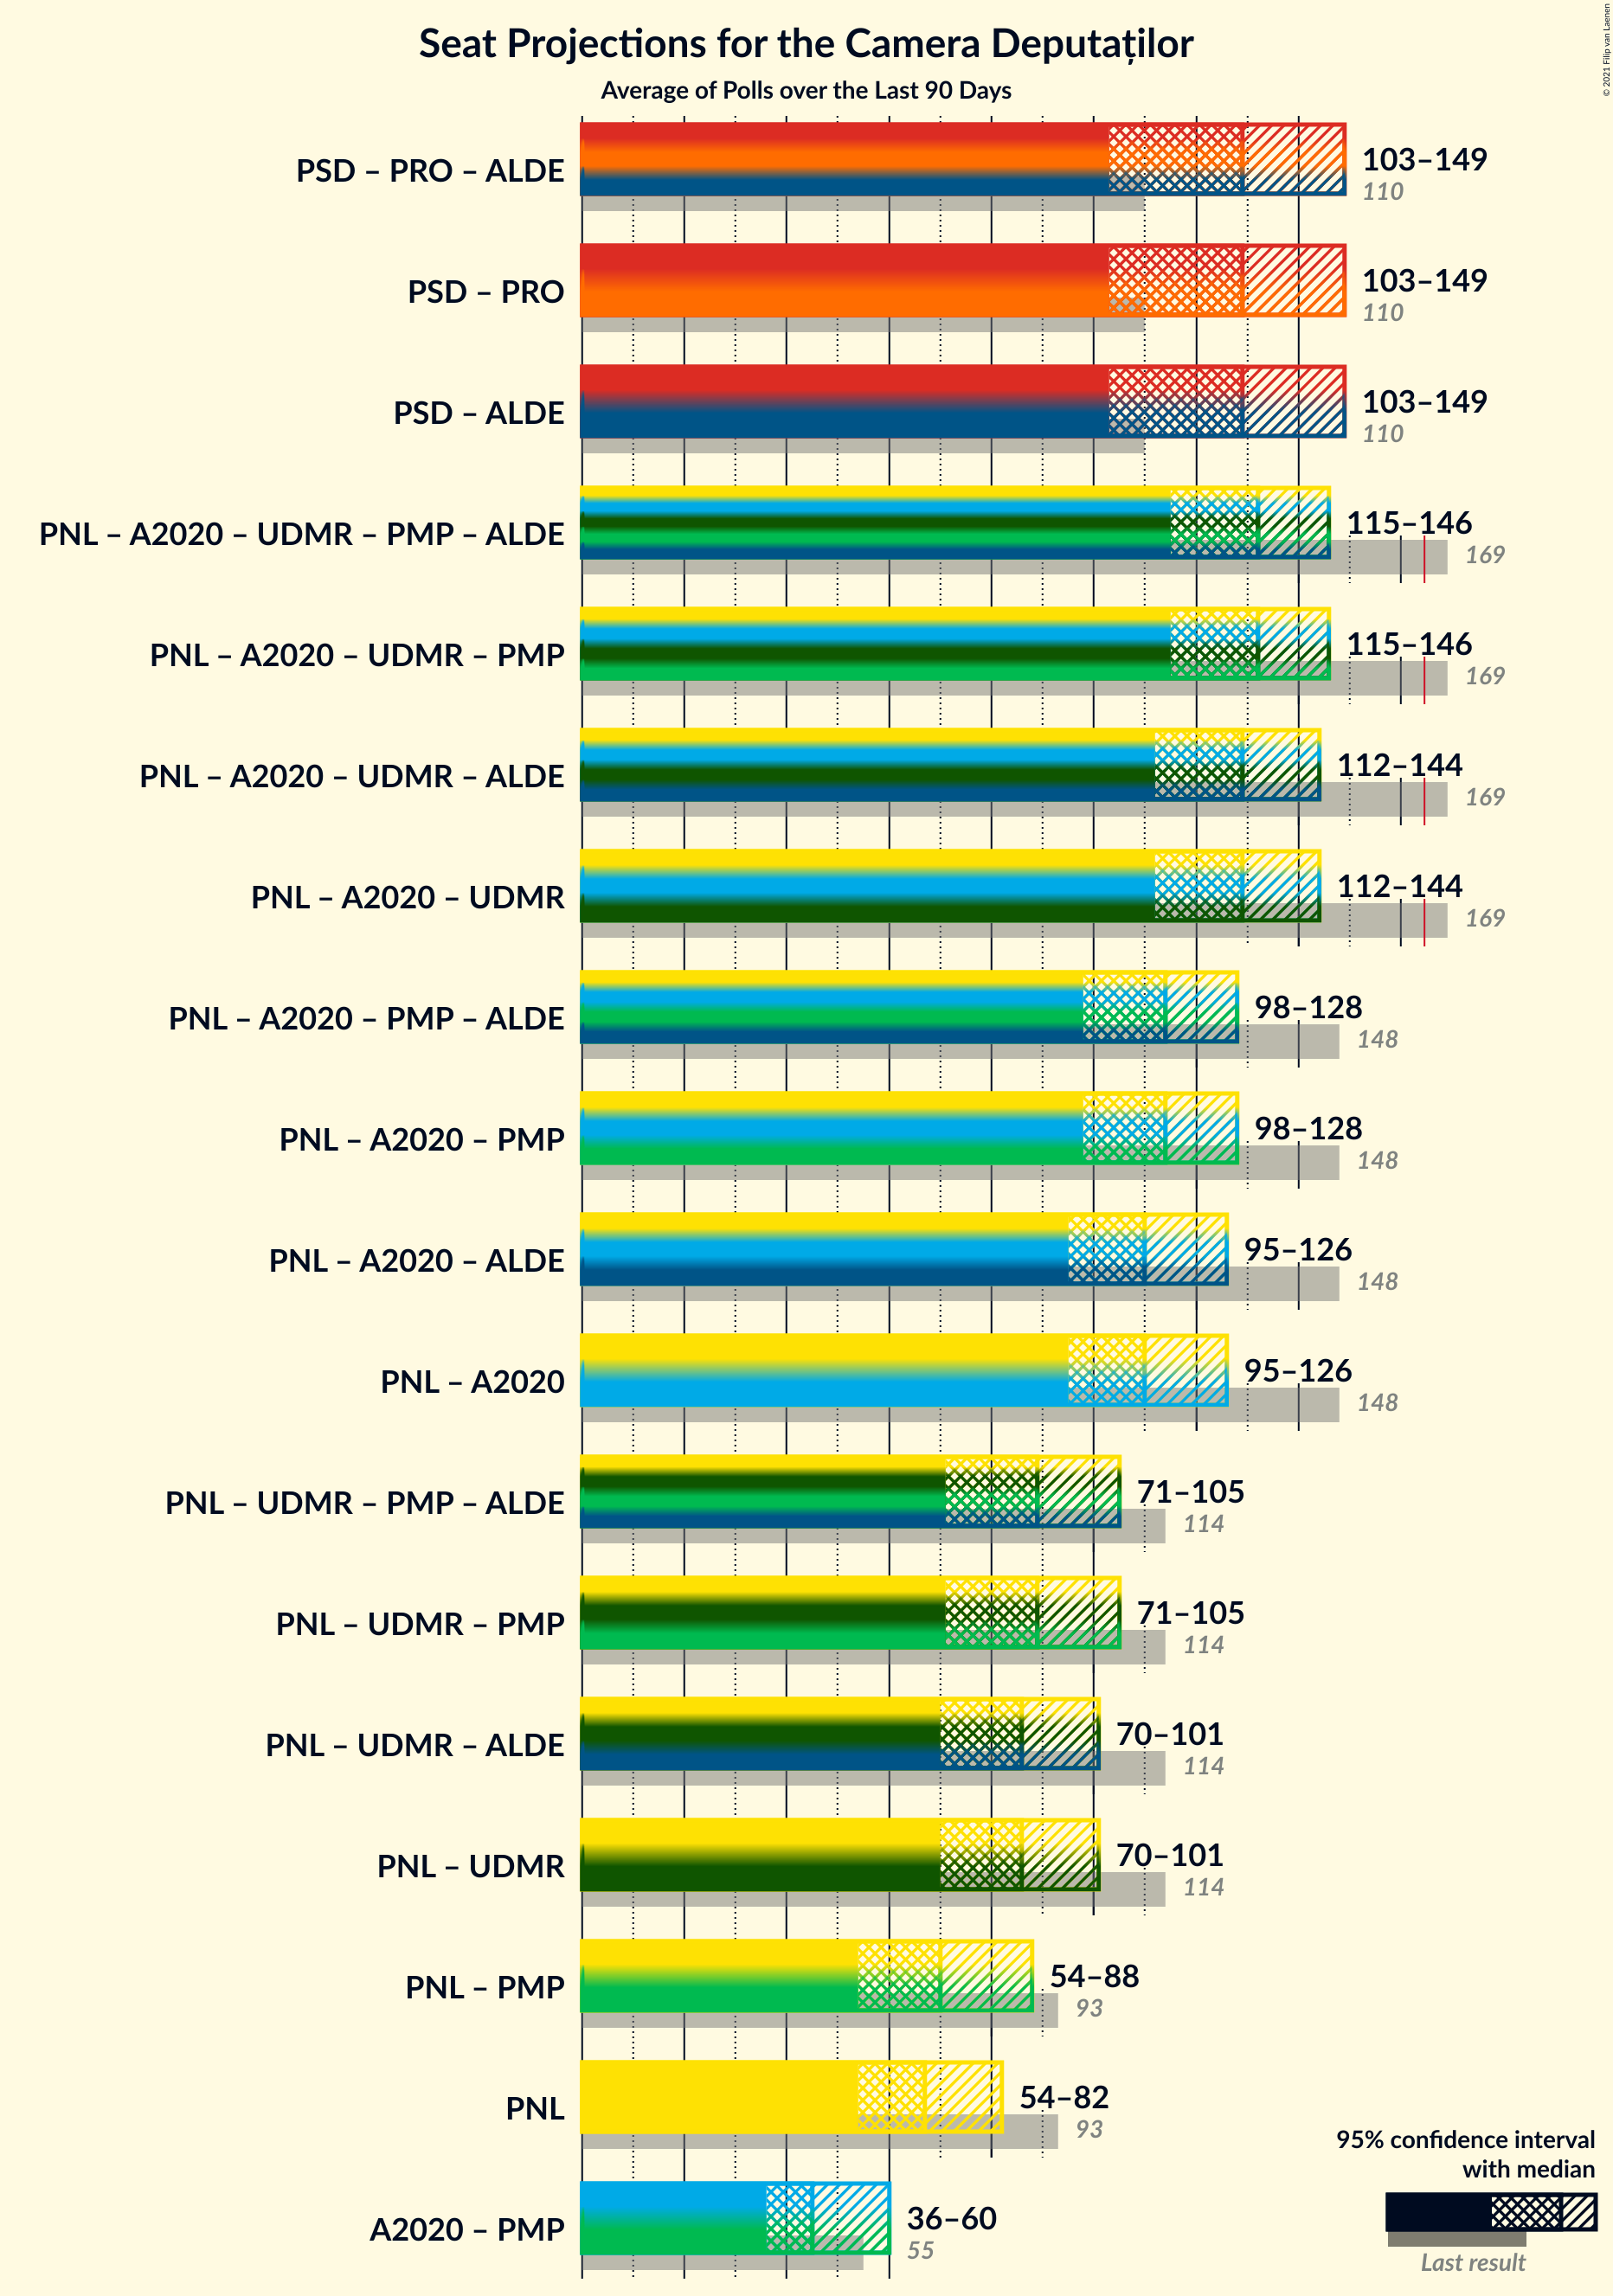 © 2021 Filip van Laenen
Seat Projections for the Camera Deputaților
Average of Polls over the Last 90 Days
PSD – PRO – ALDE
103–149
110
PSD – PRO
103–149
110
PSD – ALDE
103–149
110
PNL – A2020 – UDMR – PMP – ALDE
115–146
169
PNL – A2020 – UDMR – PMP
115–146
169
PNL – A2020 – UDMR – ALDE
112–144
169
PNL – A2020 – UDMR
112–144
169
PNL – A2020 – PMP – ALDE
98–128
148
PNL – A2020 – PMP
98–128
148
PNL – A2020 – ALDE
95–126
148
PNL – A2020
95–126
148
PNL – UDMR – PMP – ALDE
71–105
114
PNL – UDMR – PMP
71–105
114
PNL – UDMR – ALDE
70–101
114
PNL – UDMR
70–101
114
PNL – PMP
54–88
93
PNL
54–82
93
A2020 – PMP
36–60
55
95% confidence interval
with median
Last result